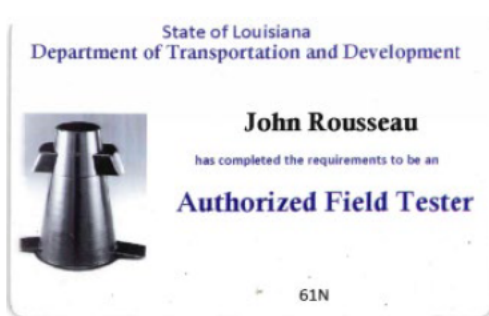 State of Louisiana
Department of Transportation and Development
John Rousseau
has completed the requirements to be an
Authorized Field Tester
61N